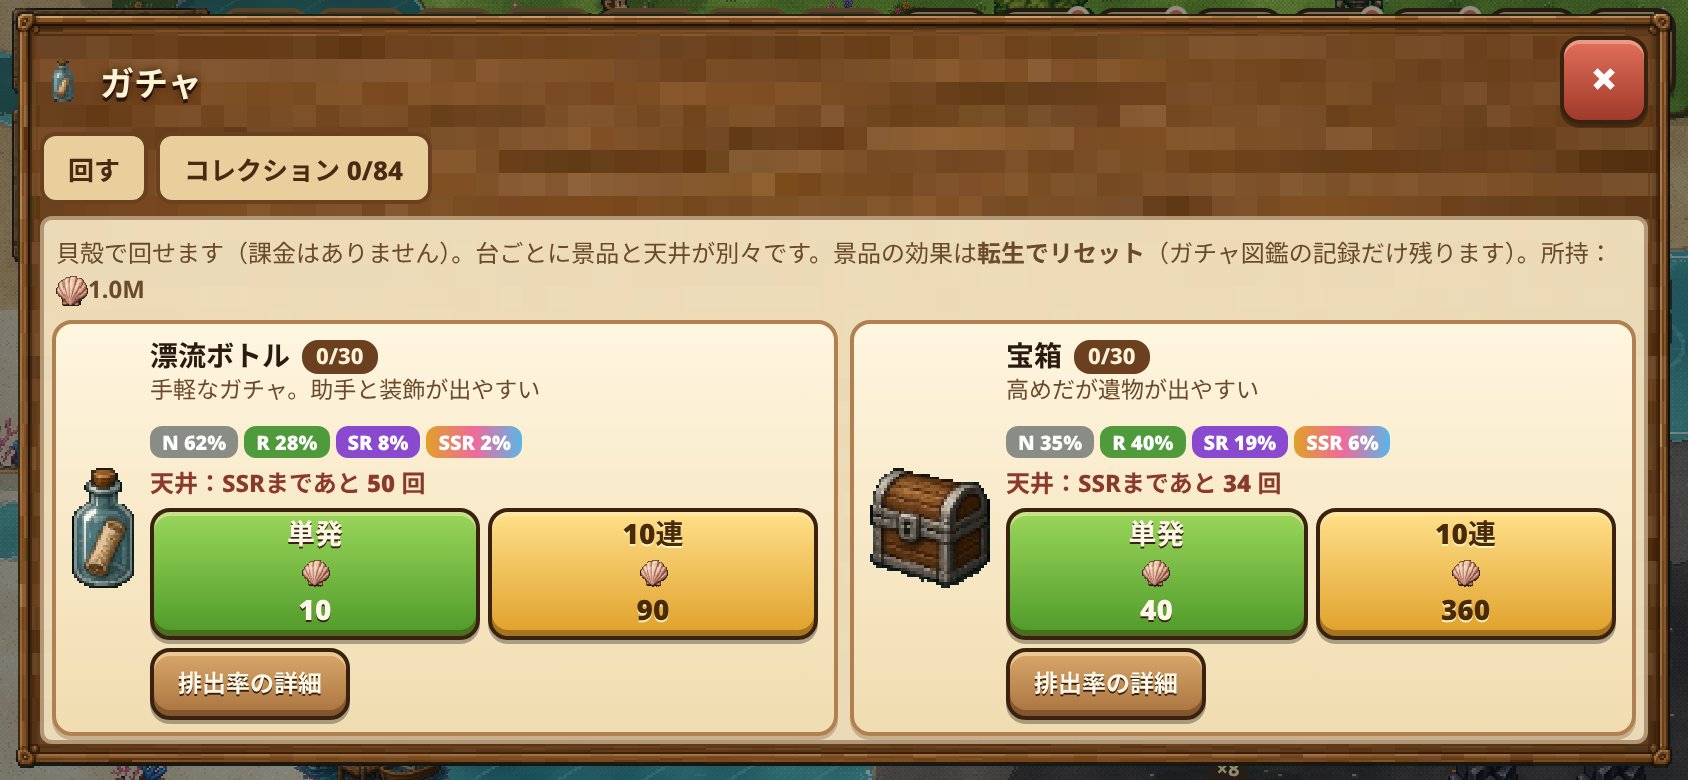 ガチャ
回す
コレクション 0/84
貝殻で回せます（課金はありません）。台ごとに景品と天井が別々です。景品の効果は転生でリセット（ガチャ図鑑の記録だけ残ります）。所持：
1.0M
漂流ボトル 0/30
手軽なガチャ。助手と装飾が出やすい
N 62% R 28% SR 8% SSR 2%
天井：SSRまであと 50 回
単発
10
10連
90
排出率の詳細
宝箱 0/30
高めだが遺物が出やすい
N 35% R 40% SR 19% SSR 6%
天井：SSRまであと 34 回
単発
40
10連
360
排出率の詳細
×8